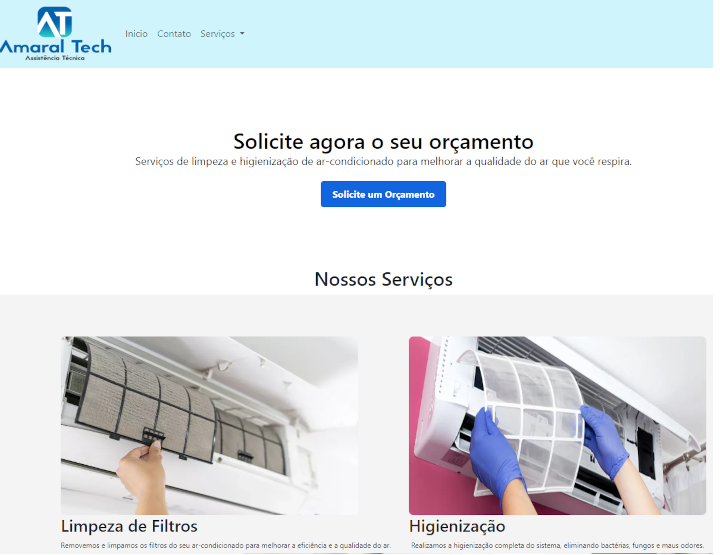 AT
Amaral Tech
Assistência Técnica
Inicio Contato Serviços
Solicite agora o seu orçamento
Serviços de limpeza e higienização de ar-condicionado para melhorar a qualidade do ar que você respira.
Solicite um Orçamento
Nossos Serviços
Limpeza de Filtros
Removemos e limpamos os filtros do seu ar-condicionado para melhorar a eficiência e a qualidade do ar.
Higienização
Realizamos a higienização completa do sistema, eliminando bactérias, fungos e maus odores.